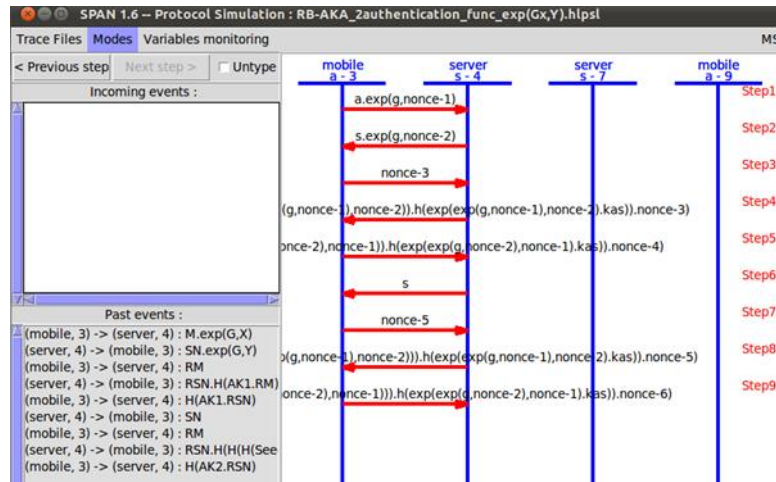 SPAN 1.6 -- Protocol Simulation : RB-AKA_2authentication_func_exp(Gx,Y).hlpsl
Trace Files Modes Variables monitoring MS
< Previous step Next step > Untype
Incoming events :
Past events :
(mobile, 3) -> (server, 4) : M.exp(G,X)
(server, 4) -> (mobile, 3) : SN.exp(G,Y)
(mobile, 3) -> (server, 4) : RM
(server, 4) -> (mobile, 3) : RSN.H(AK1.RM)
(mobile, 3) -> (server, 4) : H(AK1.RSN)
(server, 4) -> (mobile, 3) : SN
(mobile, 3) -> (server, 4) : RM
(server, 4) -> (mobile, 3) : RSN.H(H(H(See
(mobile, 3) -> (server, 4) : H(AK2.RSN)
mobile server server mobile
a - 3 s - 4 s - 7 a - 9
a.exp(g,nonce-1) Step1
s.exp(g,nonce-2) Step2
nonce-3 Step3
(g,nonce-1),nonce-2)).h(exp(exp(g,nonce-1),nonce-2).kas)).nonce-3) Step4
once-2),nonce-1)).h(exp(exp(g,nonce-2),nonce-1).kas)).nonce-4) Step5
s Step6
nonce-5 Step7
(g,nonce-1),nonce-2))).h(exp(exp(g,nonce-1),nonce-2).kas)).nonce-5) Step8
once-2),nonce-1))).h(exp(exp(g,nonce-2),nonce-1).kas)).nonce-6) Step9